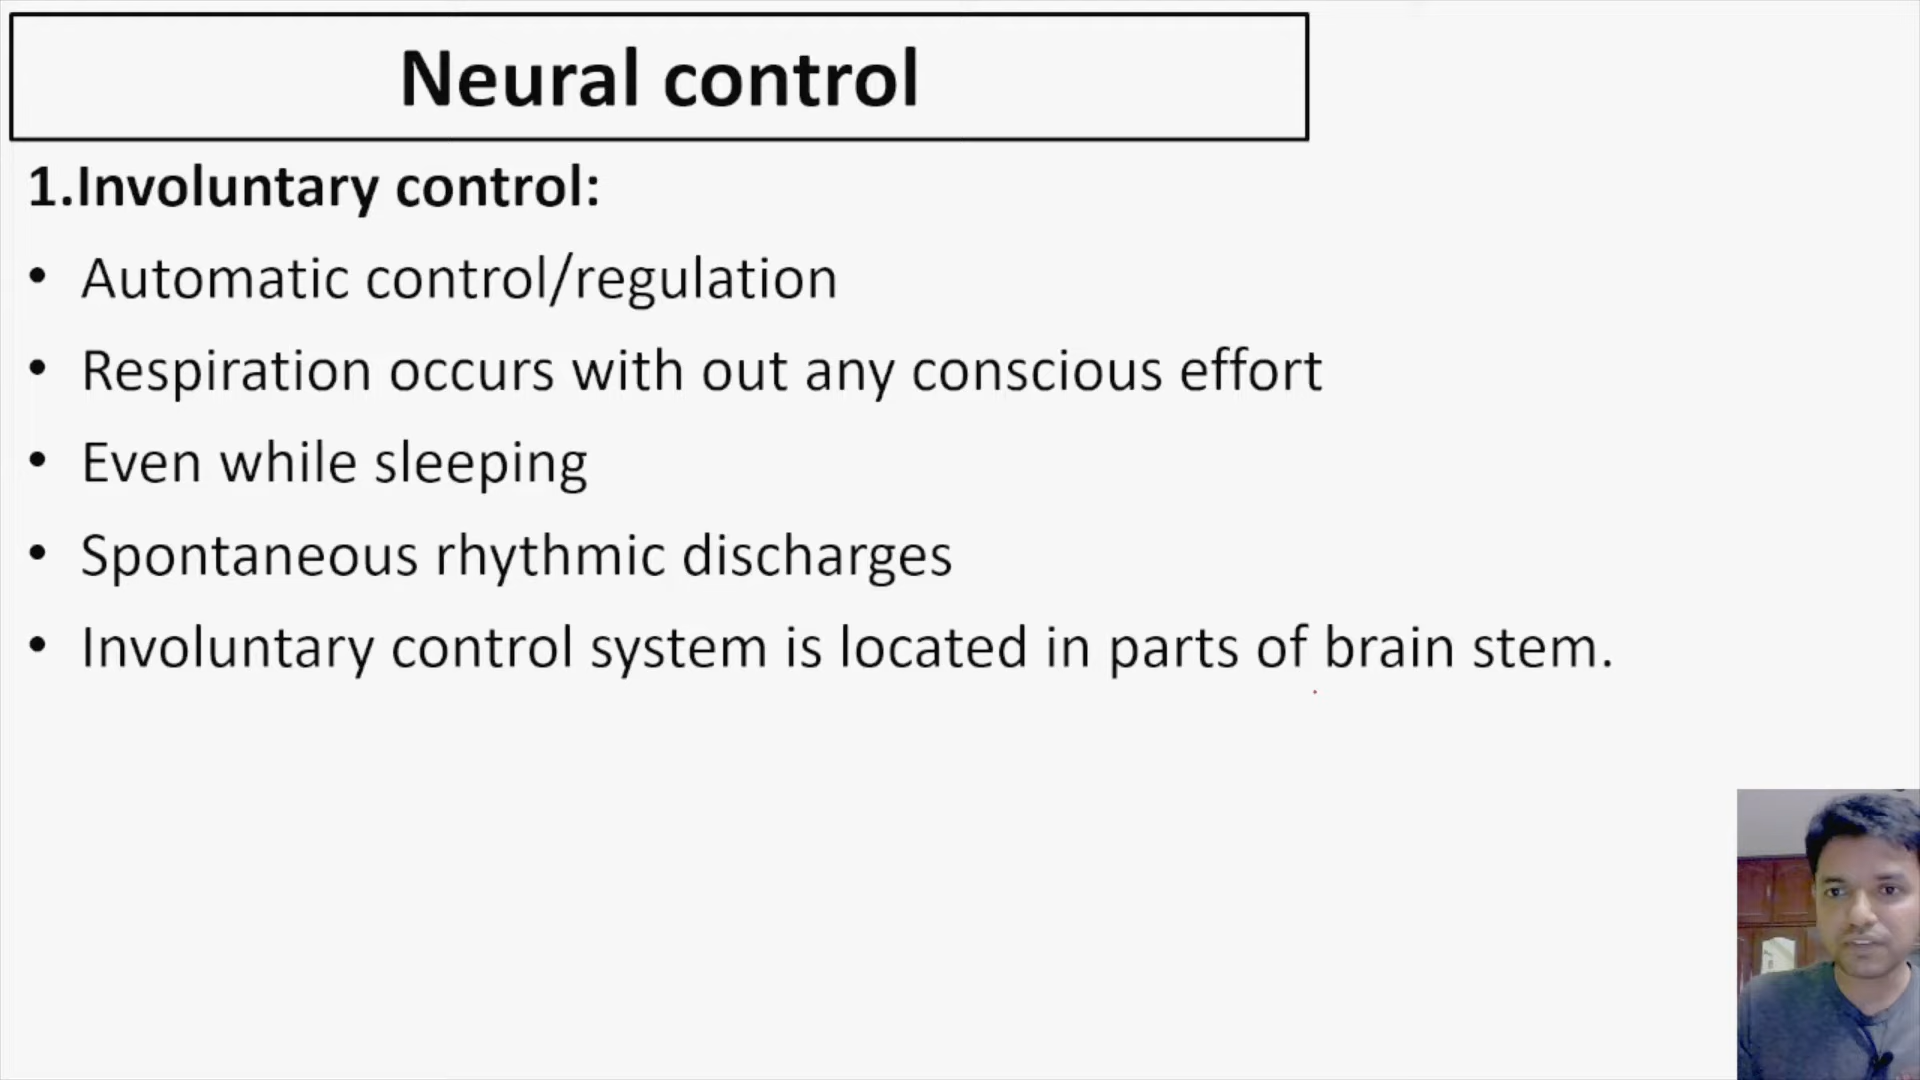 Neural control
1.Involuntary control:
• Automatic control/regulation
• Respiration occurs with out any conscious effort
• Even while sleeping
• Spontaneous rhythmic discharges
• Involuntary control system is located in parts of brain stem.